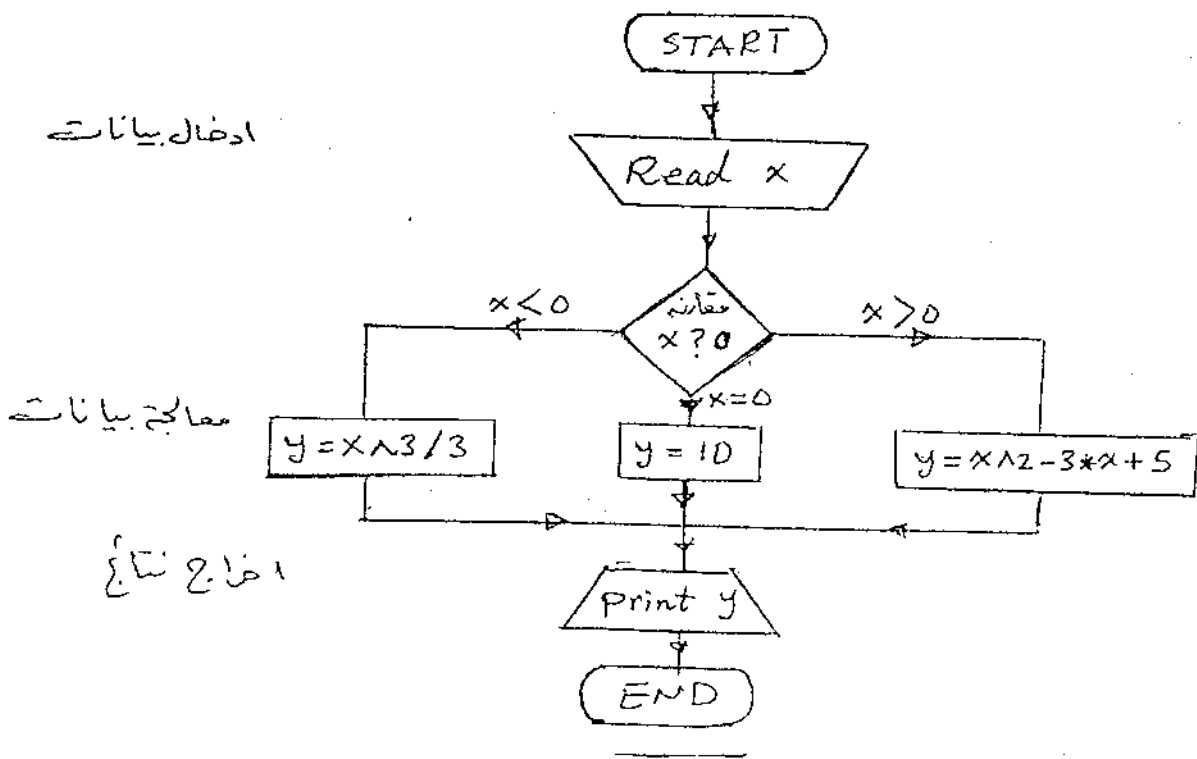 START
ادخال بيانات
Read x
x<0
مقارنه
x>0
x ? 0
x=0
معالجة بيانات
y = x^3/3
y = 10
y = x^2-3*x+5
اخراج نتائج
print y
END